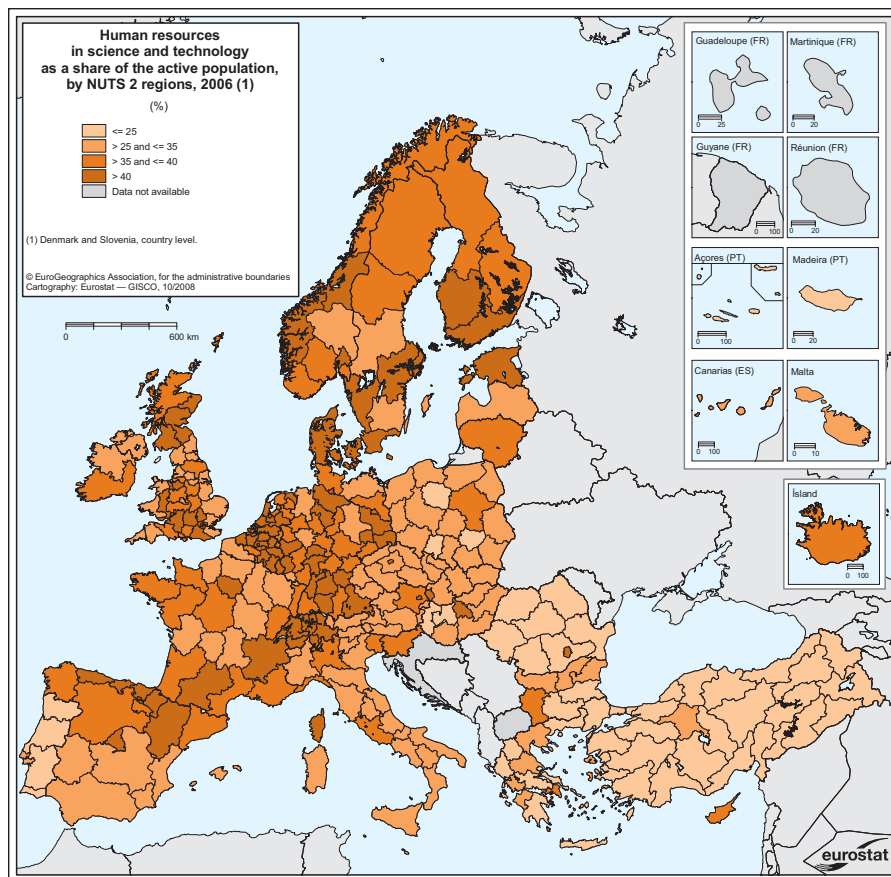 Human resources
in science and technology
as a share of the active population,
by NUTS 2 regions, 2006 (1)
(%)
<= 25
> 25 and <= 35
> 35 and <= 40
> 40
Data not available
(1) Denmark and Slovenia, country level.
© EuroGeographics Association, for the administrative boundaries
Cartography: Eurostat — GISCO, 10/2008
0 600 km
Guadeloupe (FR)
0 25
Martinique (FR)
0 20
Guyane (FR)
0 100
Réunion (FR)
0 20
Açores (PT)
0 100
Madeira (PT)
0 20
Canarias (ES)
0 100
Malta
0 10
Ísland
0 100
eurostat